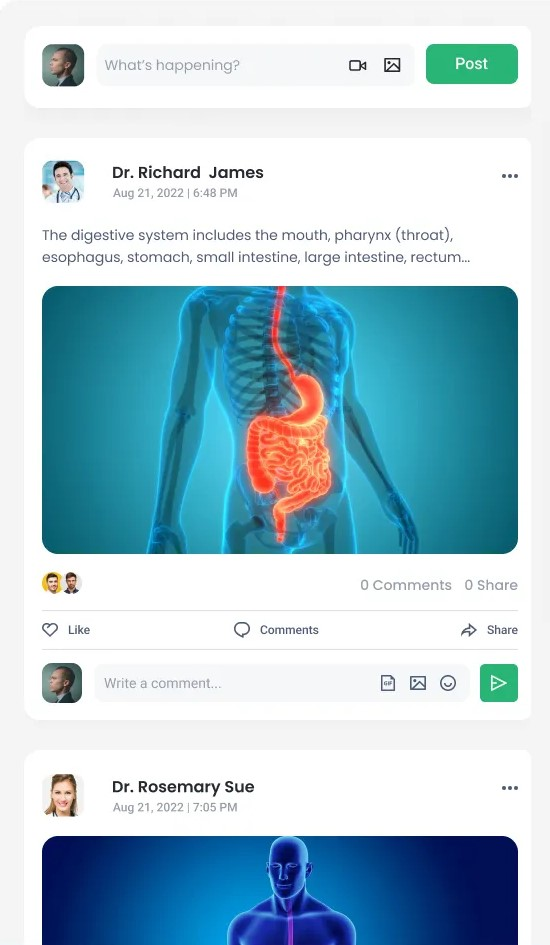 What's happening?
Post
Dr. Richard James
Aug 21, 2022 | 6:48 PM
The digestive system includes the mouth, pharynx (throat),
esophagus, stomach, small intestine, large intestine, rectum...
0 Comments 0 Share
Like Comments Share
Write a comment... GIF
Dr. Rosemary Sue
Aug 21, 2022 | 7:05 PM